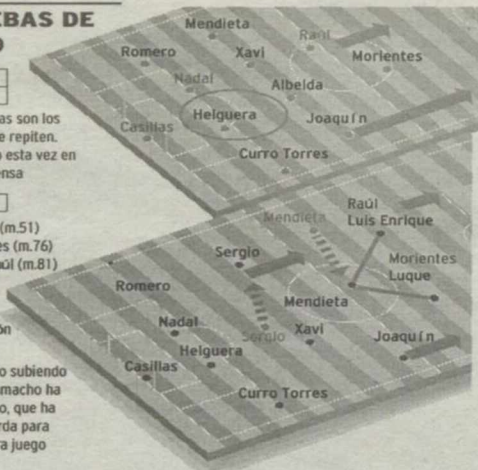 EBAS DE
as son los
e repiten.
o esta vez en
ensa
(m.51)
es (m.76)
aúl (m.81)
ón
o subiendo
macho ha
o, que ha
rda para
a juego
Mendieta
Raúl
Romero
Xavi
Morientes
Nadal
Albelda
Casillas
Helguera
Joaquín
Curro Torres
Raúl
Mendieta
Luis Enrique
Sergio
Morientes
Luque
Romero
Mendieta
Nadal
Sergio
Xavi
Joaquín
Casillas
Helguera
Curro Torres